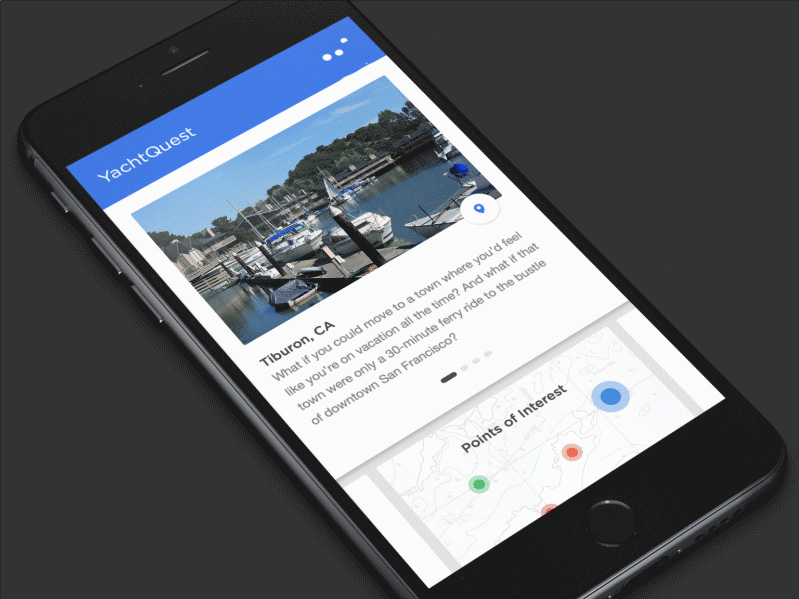 YachtQuest
Tiburon, CA
What if you could move to a town where you'd feel
like you're on vacation all the time? And what if that
town were only a 30-minute ferry ride to the bustle
of downtown San Francisco?
Points of Interest